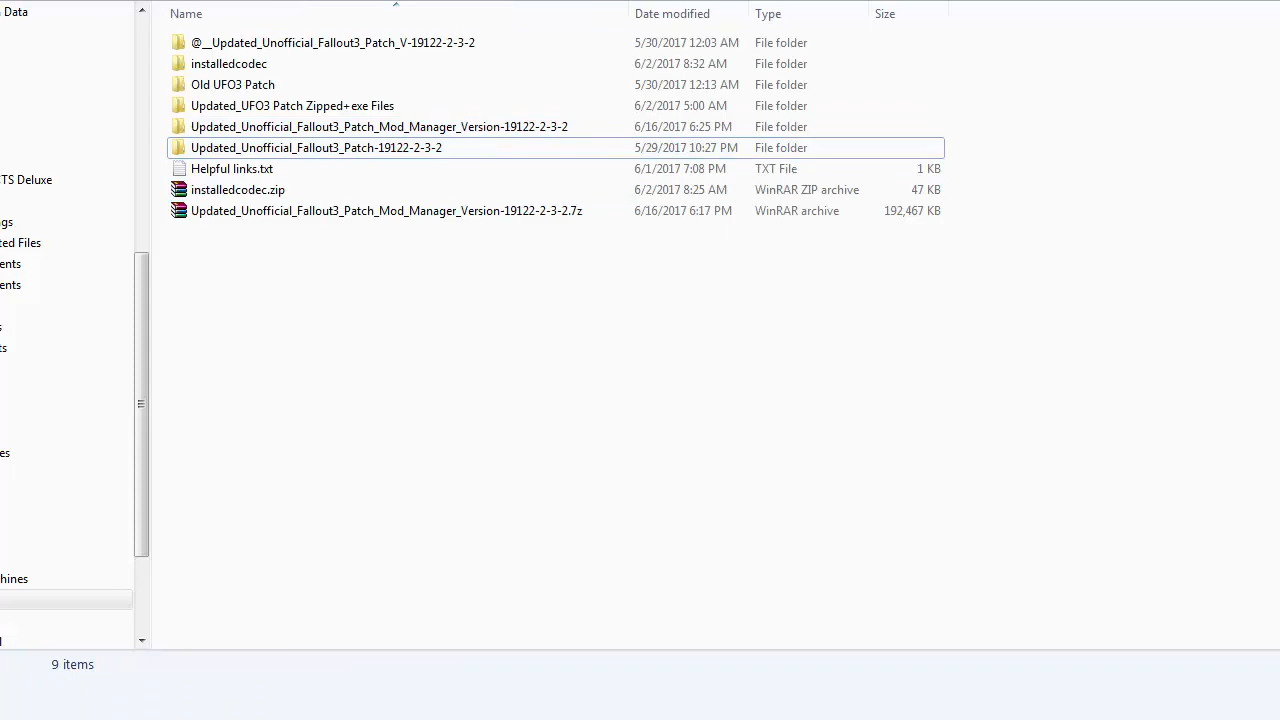 Data
TS Deluxe
gs
ted Files
ents
ents
s
ts
es
hines
Name Date modified Type Size
@__Updated_Unofficial_Fallout3_Patch_V-19122-2-3-2 5/30/2017 12:03 AM File folder
installedcodec 6/2/2017 8:32 AM File folder
Old UFO3 Patch 5/30/2017 12:13 AM File folder
Updated_UFO3 Patch Zipped+exe Files 6/2/2017 5:00 AM File folder
Updated_Unofficial_Fallout3_Patch_Mod_Manager_Version-19122-2-3-2 6/16/2017 6:25 PM File folder
Updated_Unofficial_Fallout3_Patch-19122-2-3-2 5/29/2017 10:27 PM File folder
Helpful links.txt 6/1/2017 7:08 PM TXT File 1 KB
installedcodec.zip 6/2/2017 8:25 AM WinRAR ZIP archive 47 KB
Updated_Unofficial_Fallout3_Patch_Mod_Manager_Version-19122-2-3-2.7z 6/16/2017 6:17 PM WinRAR archive 192,467 KB
9 items